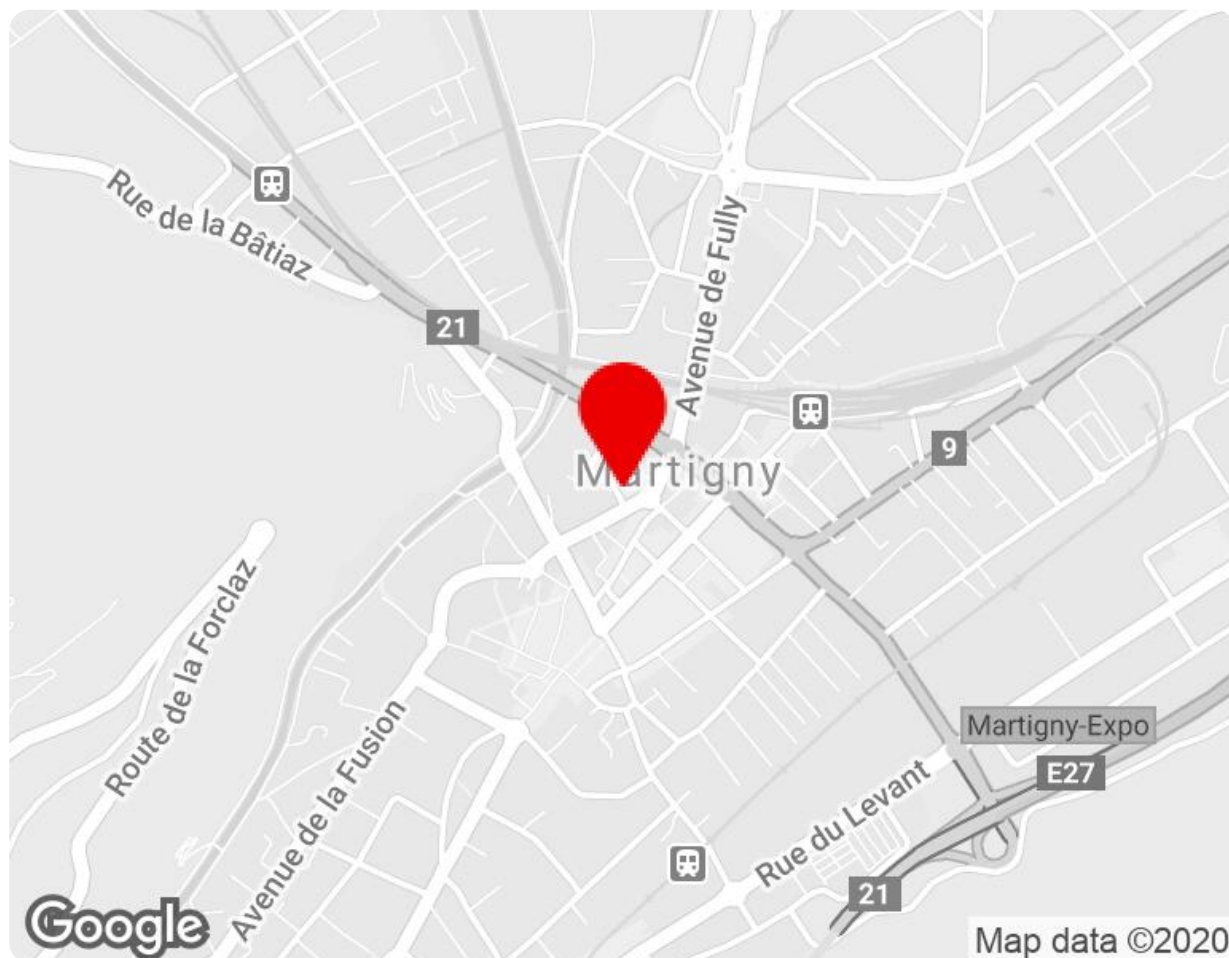 Rue de la Bâtiaz
21
Avenue de Fully
9
Martigny
Route de la Forclaz
Avenue de la Fusion
Martigny-Expo
E27
Rue du Levant
21
Google
Map data ©2020